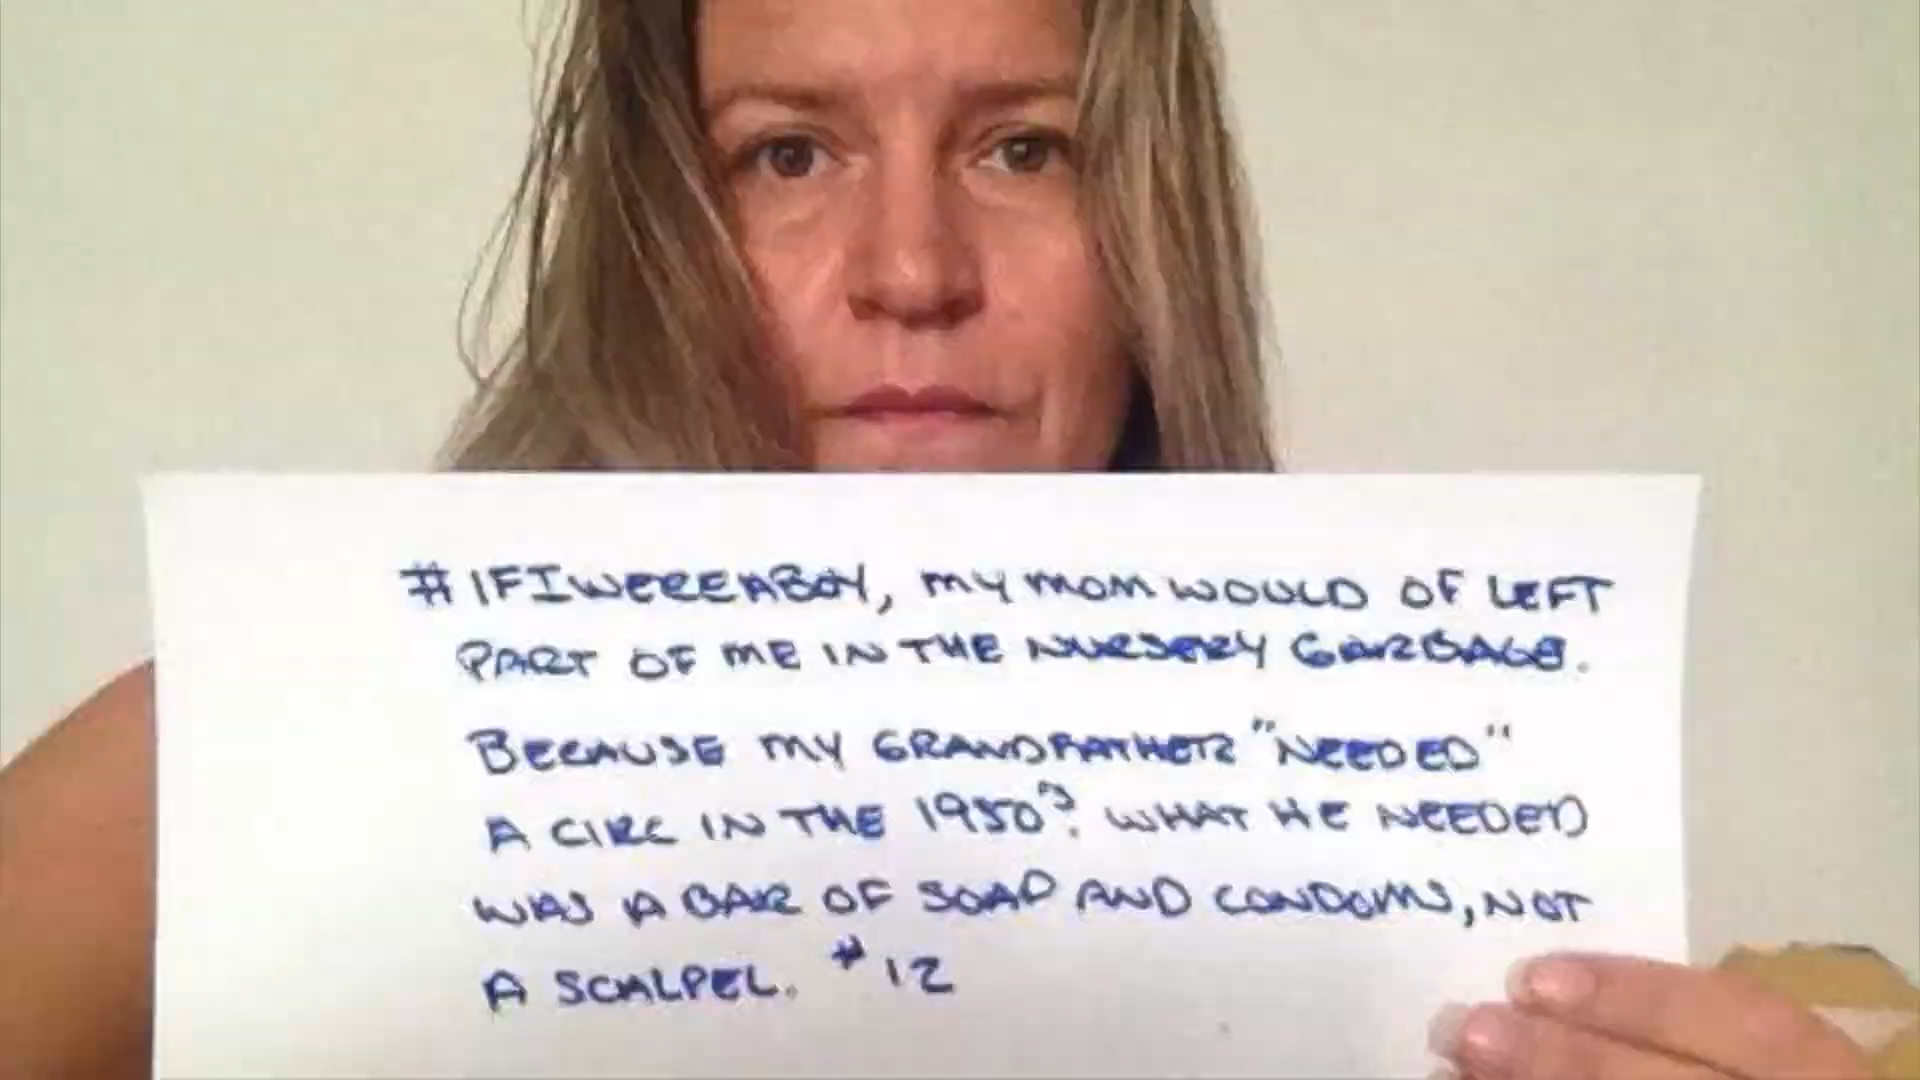 #IFIWEREABOY, MY MOM WOULD OF LEFT
PART OF ME IN THE NURSERY GARBAGE.
BECAUSE MY GRANDFATHER "NEEDED"
A CIRC IN THE 1950? WHAT HE NEEDED
WAS A BAR OF SOAP AND CONDOMS, NOT
A SCALPEL. #12